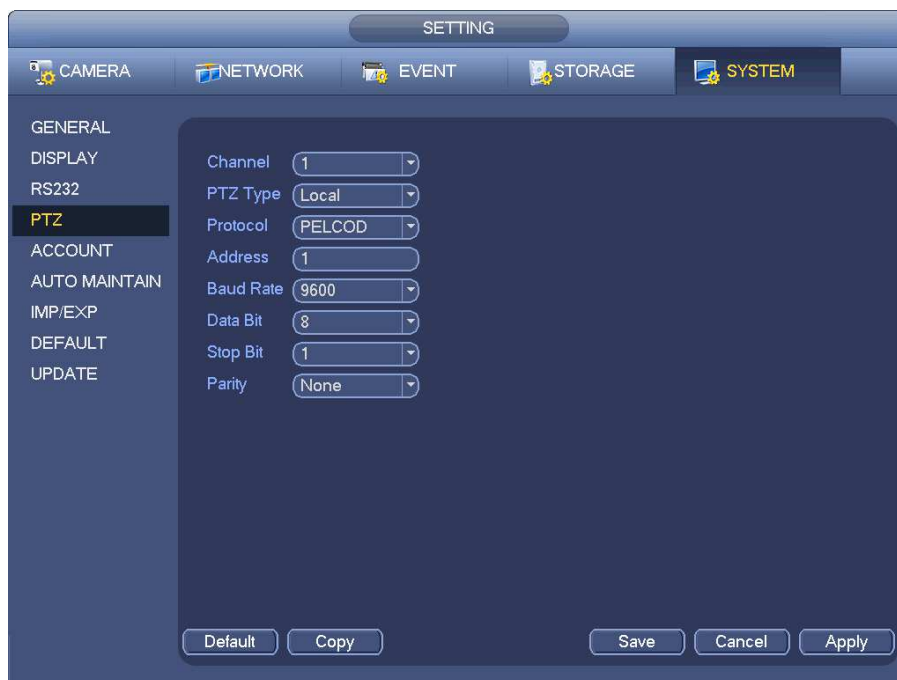 SETTING
CAMERA NETWORK EVENT STORAGE SYSTEM
GENERAL
DISPLAY
RS232
PTZ
ACCOUNT
AUTO MAINTAIN
IMP/EXP
DEFAULT
UPDATE
Channel 1
PTZ Type Local
Protocol PELCOD
Address 1
Baud Rate 9600
Data Bit 8
Stop Bit 1
Parity None
Default Copy Save Cancel Apply